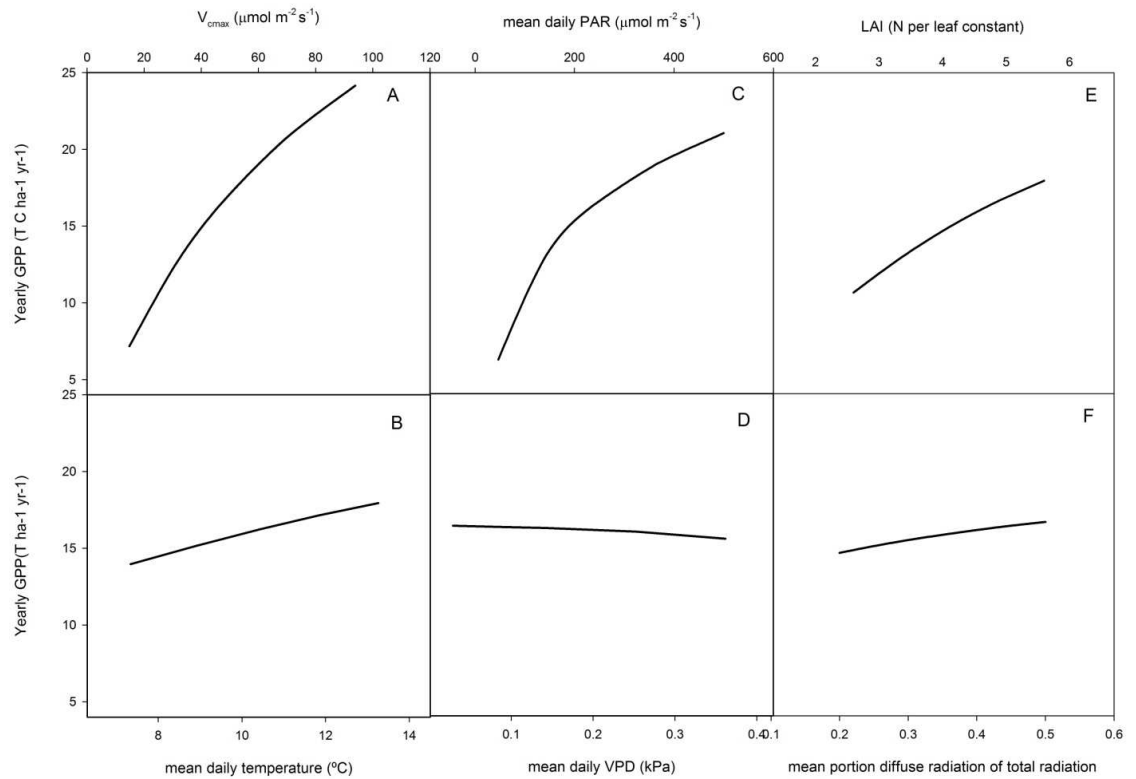 V_cmax (µmol m⁻² s⁻¹)
mean daily PAR (µmol m⁻² s⁻¹)
LAI (N per leaf constant)
0 20 40 60 80 100 120
0 200 400 600
2 3 4 5 6
25
20
15
10
5
Yearly GPP (T C ha-1 yr-1)
A
C
E
25
20
15
10
5
Yearly GPP(T ha-1 yr-1)
B
D
F
8 10 12 14
0.1 0.2 0.3 0.4
0.1 0.2 0.3 0.4 0.5 0.6
mean daily temperature (ºC)
mean daily VPD (kPa)
mean portion diffuse radiation of total radiation